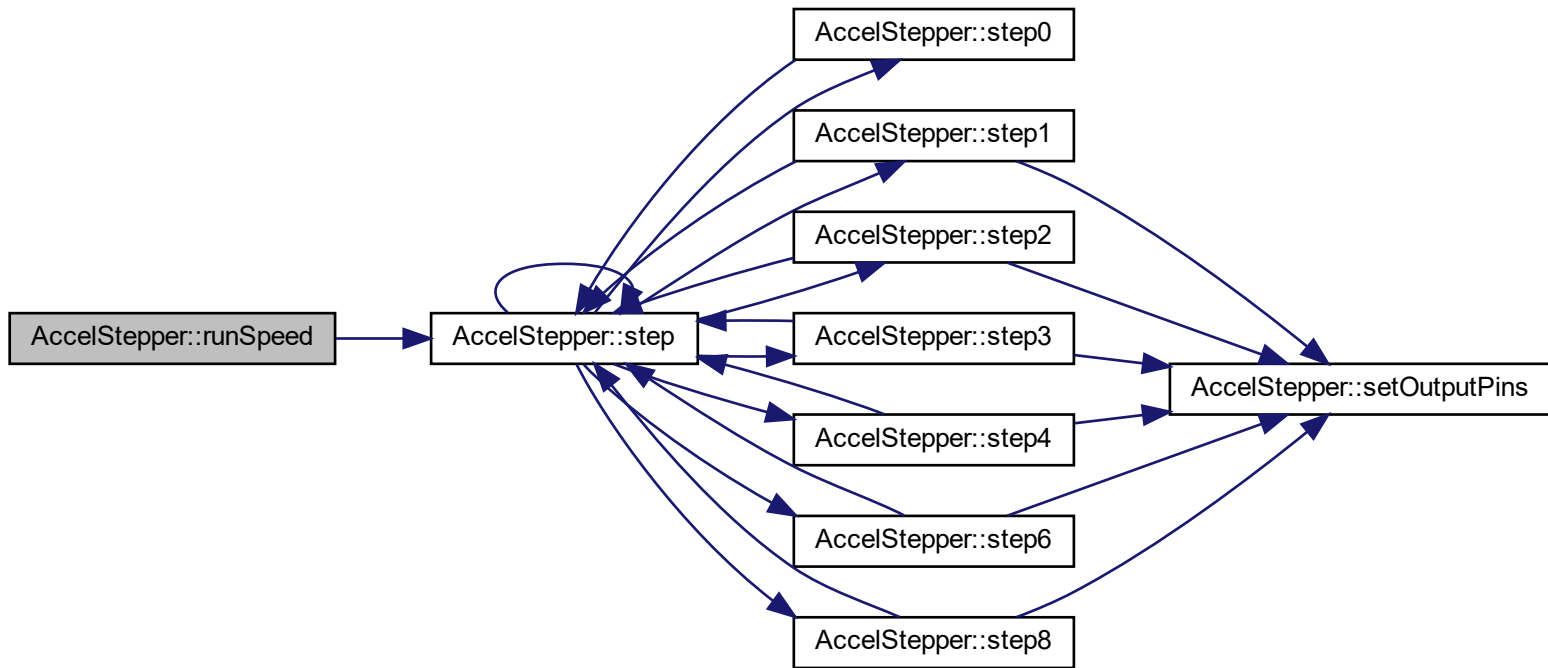 AccelStepper::step0
AccelStepper::step1
AccelStepper::step2
AccelStepper::runSpeed
AccelStepper::step
AccelStepper::step3
AccelStepper::setOutputPins
AccelStepper::step4
AccelStepper::step6
AccelStepper::step8